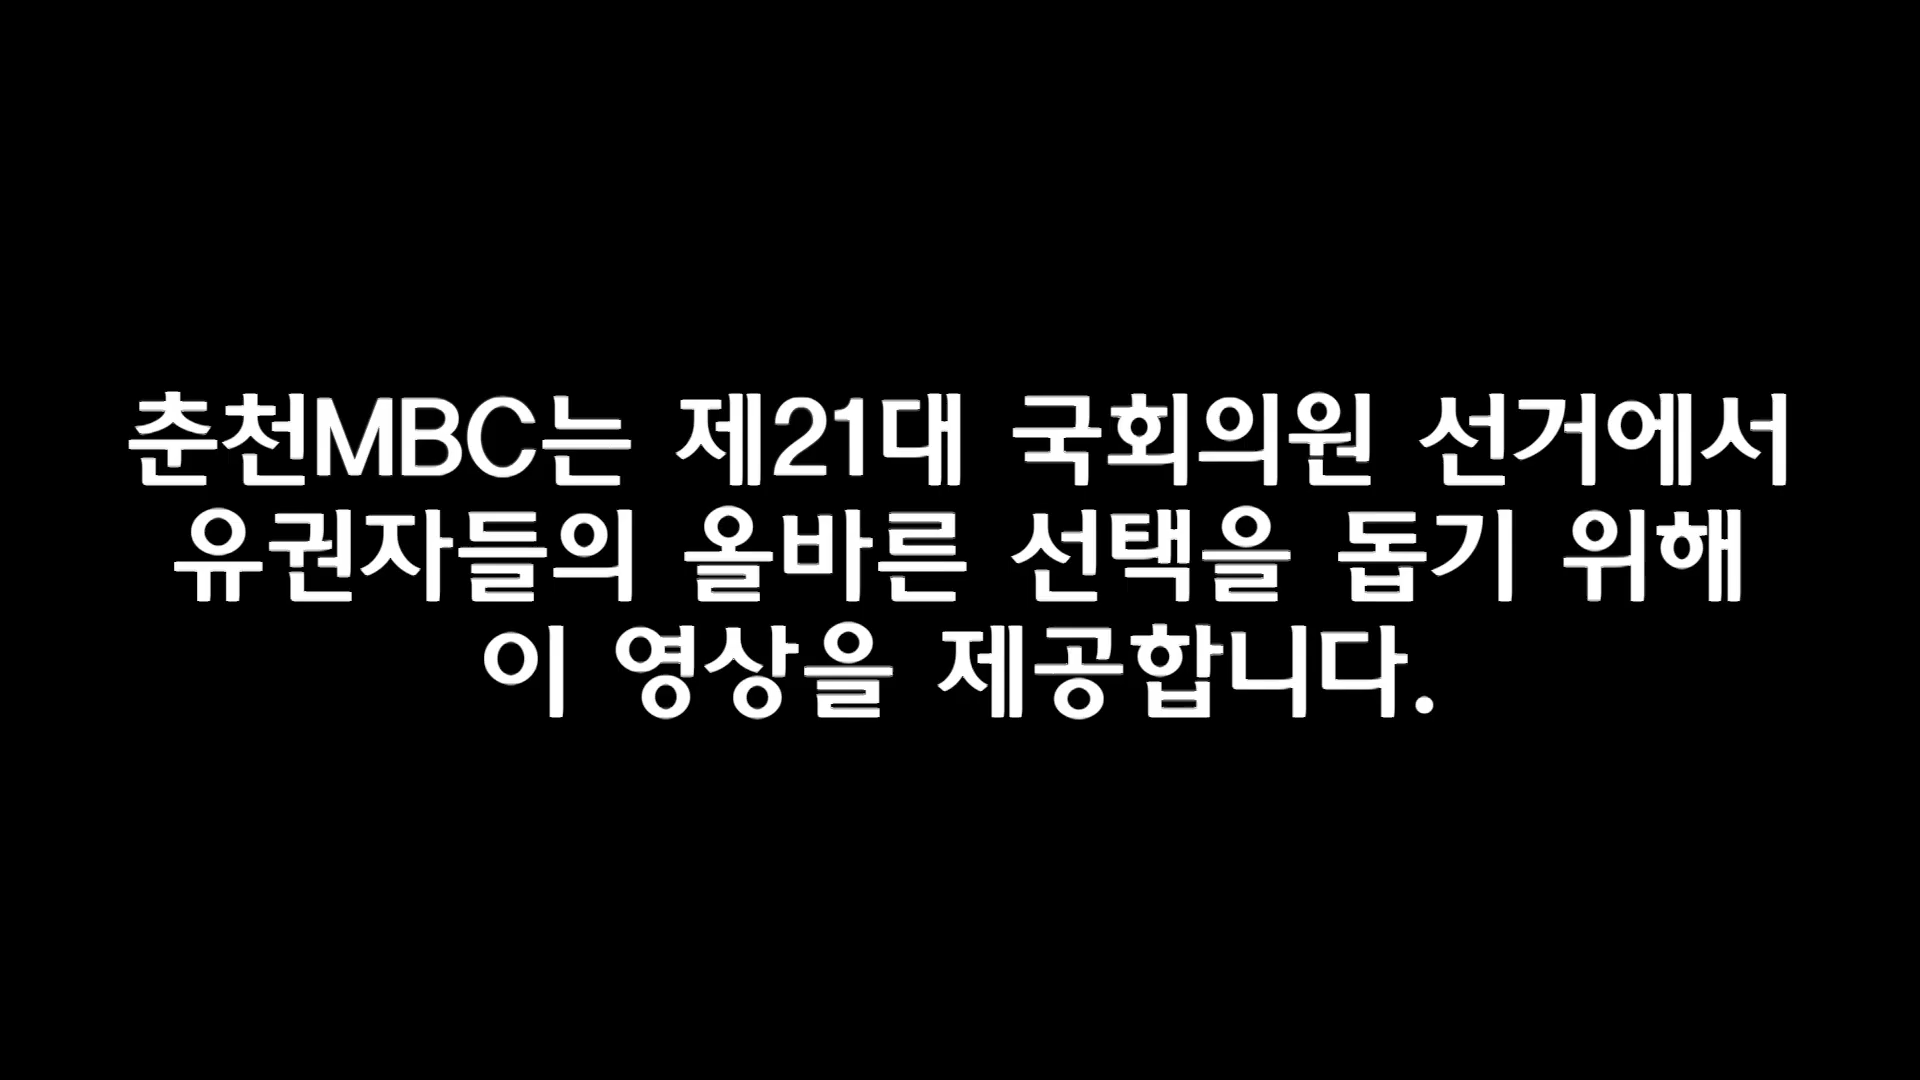 춘천MBC는 제21대 국회의원 선거에서
유권자들의 올바른 선택을 돕기 위해
이 영상을 제공합니다.